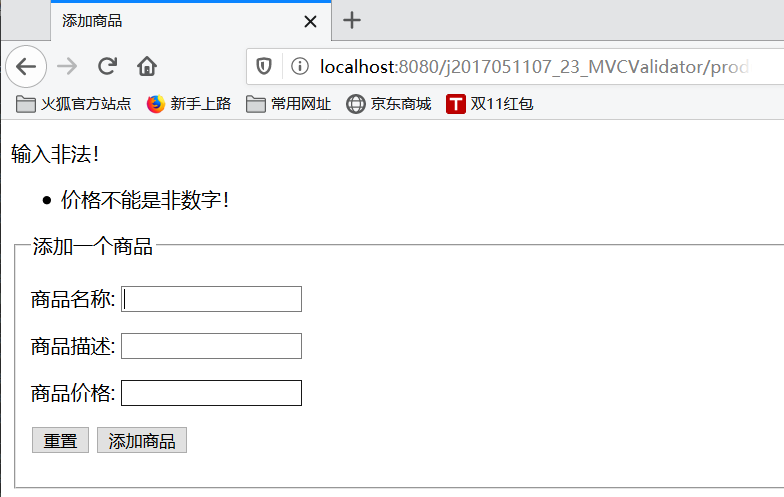 添加商品
localhost:8080/j2017051107_23_MVCValidator/prod
火狐官方站点 新手上路 常用网址 京东商城 T 双11红包
输入非法！
• 价格不能是非数字！
添加一个商品
商品名称:
商品描述:
商品价格:
重置 添加商品